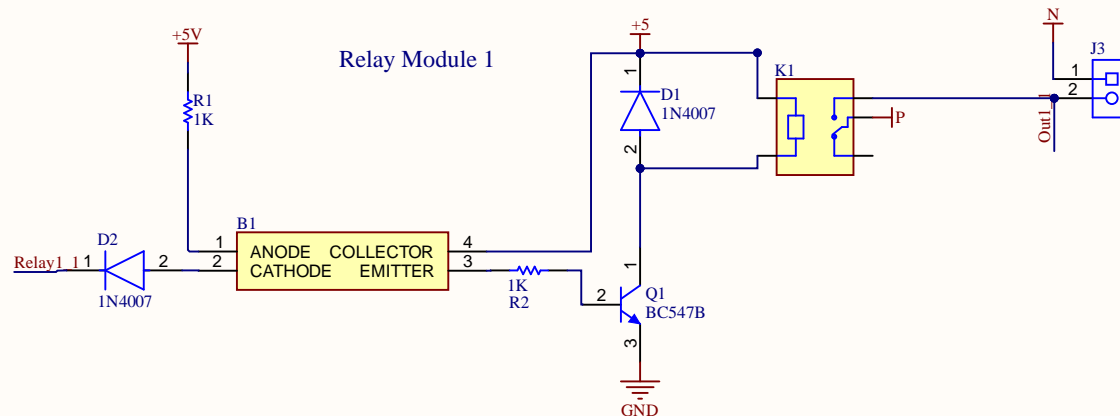 +5V
Relay Module 1
+5
N
J3
R1
1K
1
D1
1N4007
2
K1
P
1
2
Out1_1
B1
D2
Relay1_1
1
2
1N4007
1
2
ANODE COLLECTOR
CATHODE EMITTER
4
3
1K
R2
1
2
Q1
BC547B
3
GND